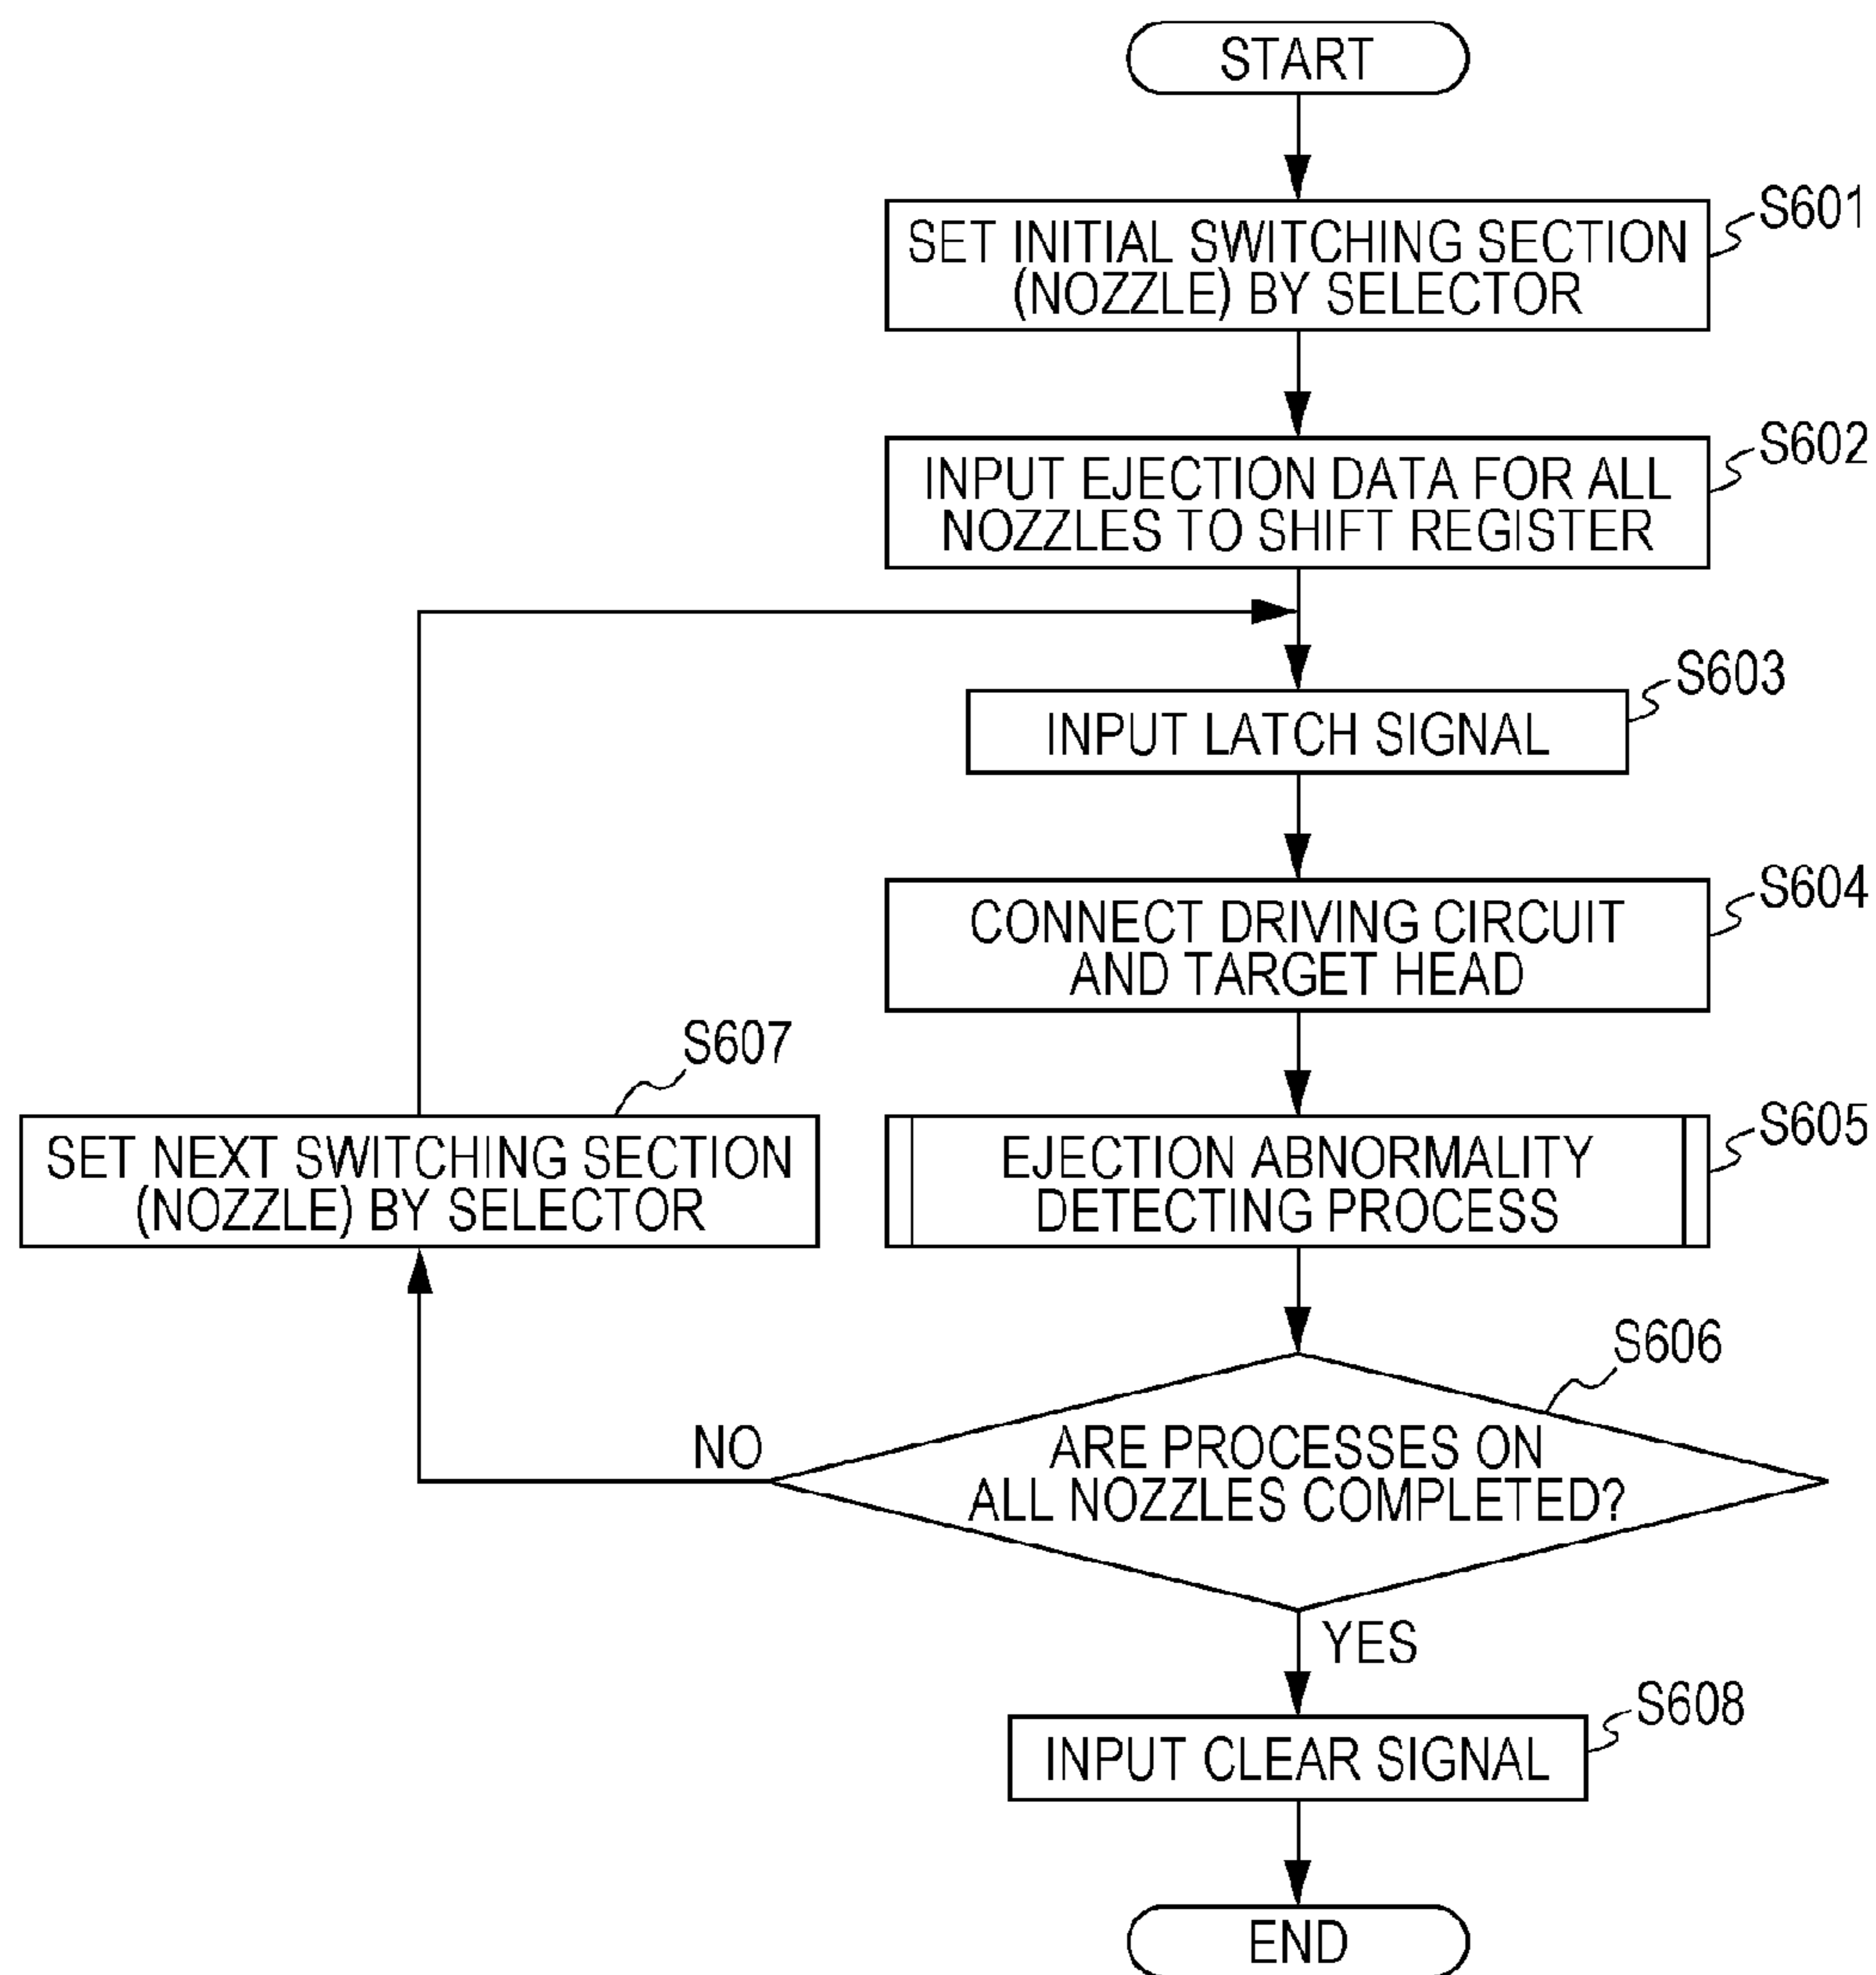 START
S601
SET INITIAL SWITCHING SECTION
(NOZZLE) BY SELECTOR
S602
INPUT EJECTION DATA FOR ALL
NOZZLES TO SHIFT REGISTER
S603
INPUT LATCH SIGNAL
S604
CONNECT DRIVING CIRCUIT
AND TARGET HEAD
S607
SET NEXT SWITCHING SECTION
(NOZZLE) BY SELECTOR
S605
EJECTION ABNORMALITY
DETECTING PROCESS
S606
NO
ARE PROCESSES ON
ALL NOZZLES COMPLETED?
YES
S608
INPUT CLEAR SIGNAL
END